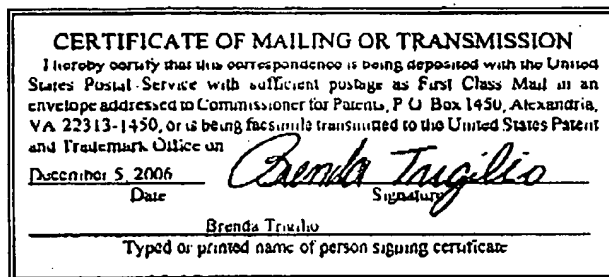 CERTIFICATE OF MAILING OR TRANSMISSION
I hereby certify that this correspondence is being deposited with the United
States Postal Service with sufficient postage as First Class Mail in an
envelope addressed to Commissioner for Patents, P O Box 1450, Alexandria,
VA 22313-1450, or is being facsimile transmitted to the United States Patent
and Trademark Office on
December 5, 2006 Brenda Trigilio
Date Signature
Brenda Trigilio
Typed or printed name of person signing certificate